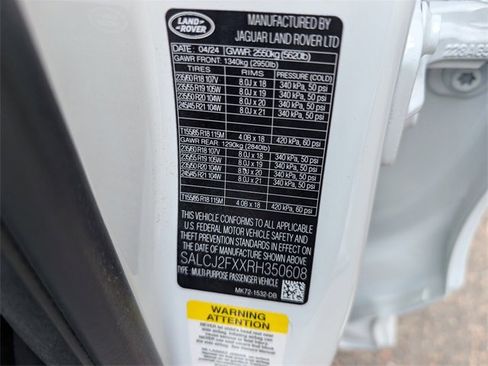 LAND-
ROVER
MANUFACTURED BY
JAGUAR LAND ROVER LTD
DATE: 04/24 GVWR 2550kg (5620lb)
GAWR FRONT: 1340kg (2950lb)
TIRES RIMS PRESSURE (COLD)
235/60 R18 107V 8.0J x 18 340 kPa, 50 psi
235/55 R19 105W 8.0J x 19 340 kPa, 50 psi
235/50 R20 104W 8.0J x 20 340 kPa, 50 psi
245/45 R21 104W 8.0J x 21 340 kPa, 50 psi
T155/85 R18 115M 4.0B x 18 420 kPa, 60 psi
GAWR REAR: 1290kg (2840lb)
235/60 R18 107V 8.0J x 18 340 kPa, 50 psi
235/55 R19 105W 8.0J x 19 340 kPa, 50 psi
235/50 R20 104W 8.0J x 20 340 kPa, 50 psi
245/45 R21 104W 8.0J x 21 340 kPa, 50 psi
T155/85 R18 115M 4.0B x 18 420 kPa, 60 psi
THIS VEHICLE CONFORMS TO ALL APPLICABLE
U.S. FEDERAL MOTOR VEHICLE SAFETY AND
THEFT PREVENTION STANDARDS IN EFFECT ON THE
DATE OF MANUFACTURE SHOWN ABOVE
SALCJ2FXXRH350608
TYPE: MULTI-PURPOSE PASSENGER VEHICLE
MK72-1532-DB
WARNING